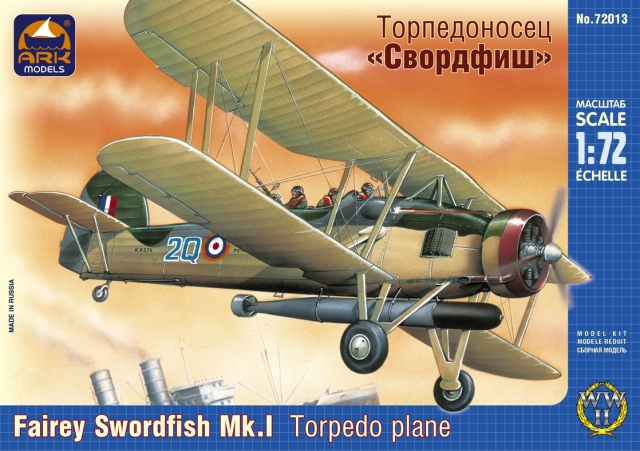 ARK
MODELS
Торпедоносец
«Свордфиш»
No.72013
МАСШТАБ
SCALE
1:72
ÉCHELLE
2Q
MADE IN RUSSIA
MODEL KIT
MODELE REDUIT
СБОРНАЯ МОДЕЛЬ
WW
II
Fairey Swordfish Mk.I Torpedo plane